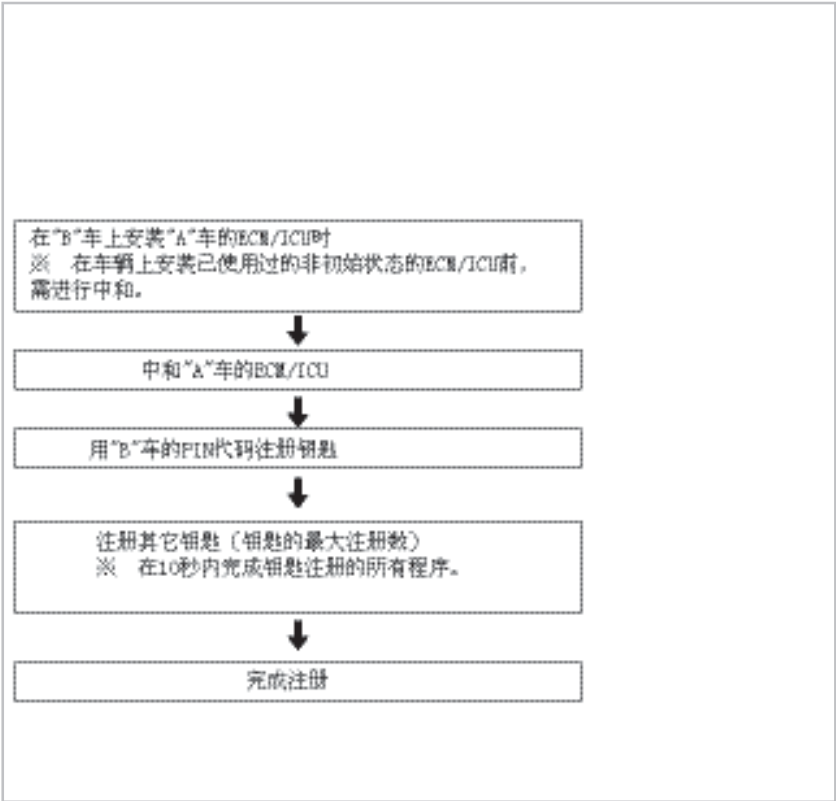 在"B"车上安装"A"车的ECM/ICU时
※ 在车辆上安装已使用过的非初始状态的ECM/ICU前，
需进行中和。
中和"A"车的ECM/ICU
用"B"车的PIN代码注册钥匙
注册其它钥匙（钥匙的最大注册数）
※ 在10秒内完成钥匙注册的所有程序。
完成注册